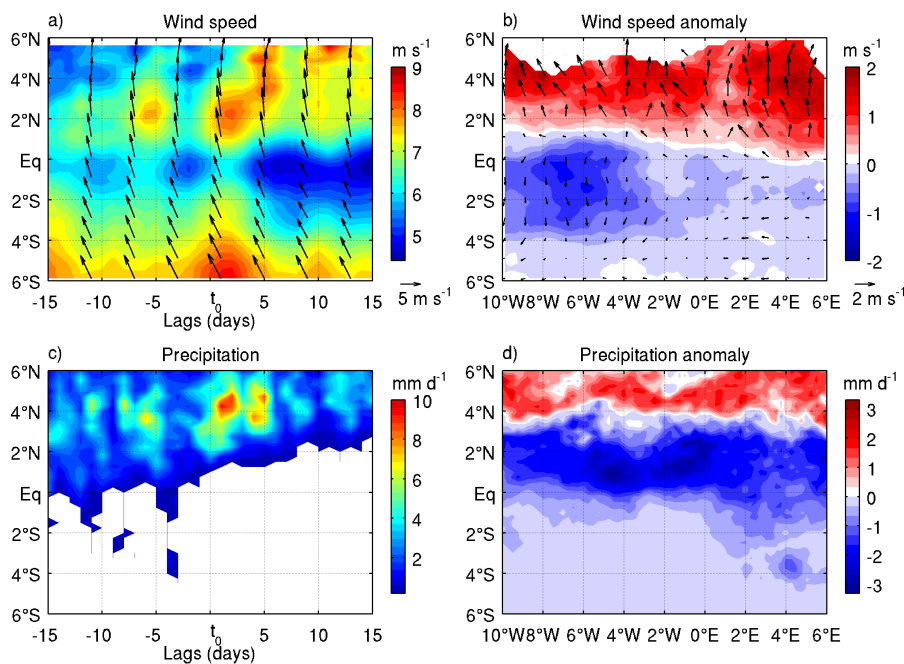 a) Wind speed
6°N
4°N
2°N
Eq
2°S
4°S
6°S
-15 -10 -5 t0 5 10 15
Lags (days)
m s-1
9
8
7
6
5
5 m s-1
b) Wind speed anomaly
6°N
4°N
2°N
Eq
2°S
4°S
6°S
10°W 8°W 6°W 4°W 2°W 0°E 2°E 4°E 6°E
m s-1
2
1
0
-1
-2
2 m s-1
c) Precipitation
6°N
4°N
2°N
Eq
2°S
4°S
6°S
-15 -10 -5 t0 5 10 15
Lags (days)
mm d-1
10
8
6
4
2
d) Precipitation anomaly
6°N
4°N
2°N
Eq
2°S
4°S
6°S
10°W 8°W 6°W 4°W 2°W 0°E 2°E 4°E 6°E
mm d-1
3
2
1
0
-1
-2
-3